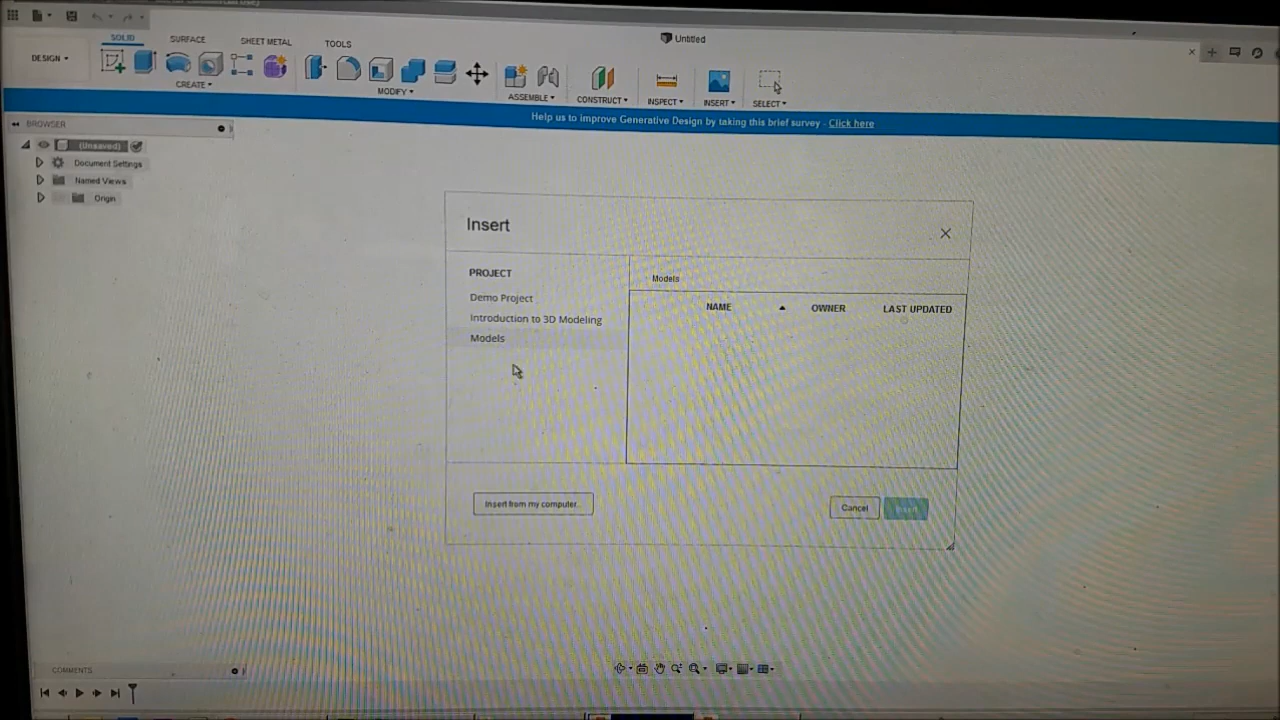 Untitled
SOLID
SURFACE
SHEET METAL
TOOLS
DESIGN
CREATE
MODIFY
ASSEMBLE
CONSTRUCT
INSPECT
INSERT
SELECT
Help us to improve Generative Design by taking this brief survey - Click here
BROWSER
(Unsaved)
Document Settings
Named Views
Origin
Insert
PROJECT
Demo Project
Introduction to 3D Modeling
Models
Models
NAME
OWNER
LAST UPDATED
Insert from my computer...
Cancel
Insert
COMMENTS